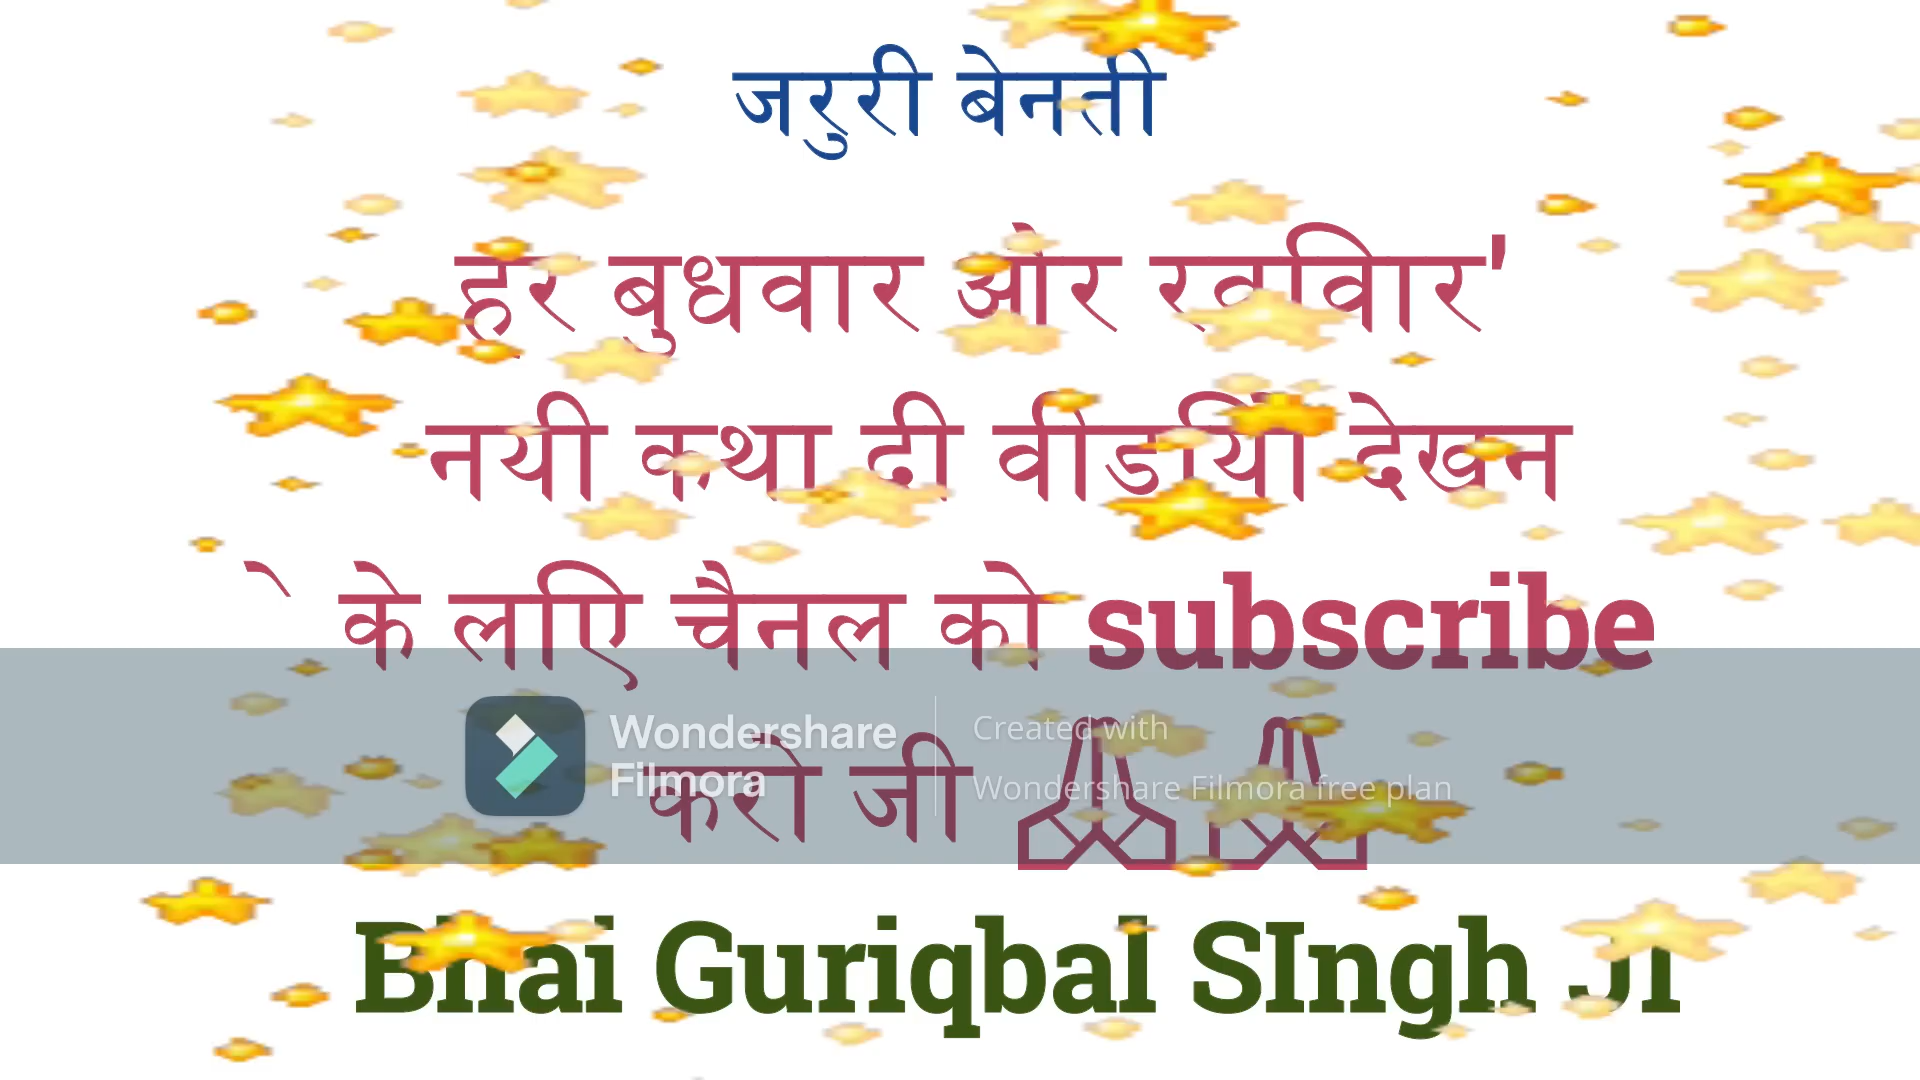 जरुरी बेनती
हर बुधवार और रविवार'
नयी कथा दी वीडियो देखन
े के लिए चैनल को subscribe
करो जी 🙏🙏
Wondershare Filmora
Created with
Wondershare Filmora free plan
Bhai Guriqbal SIngh JI